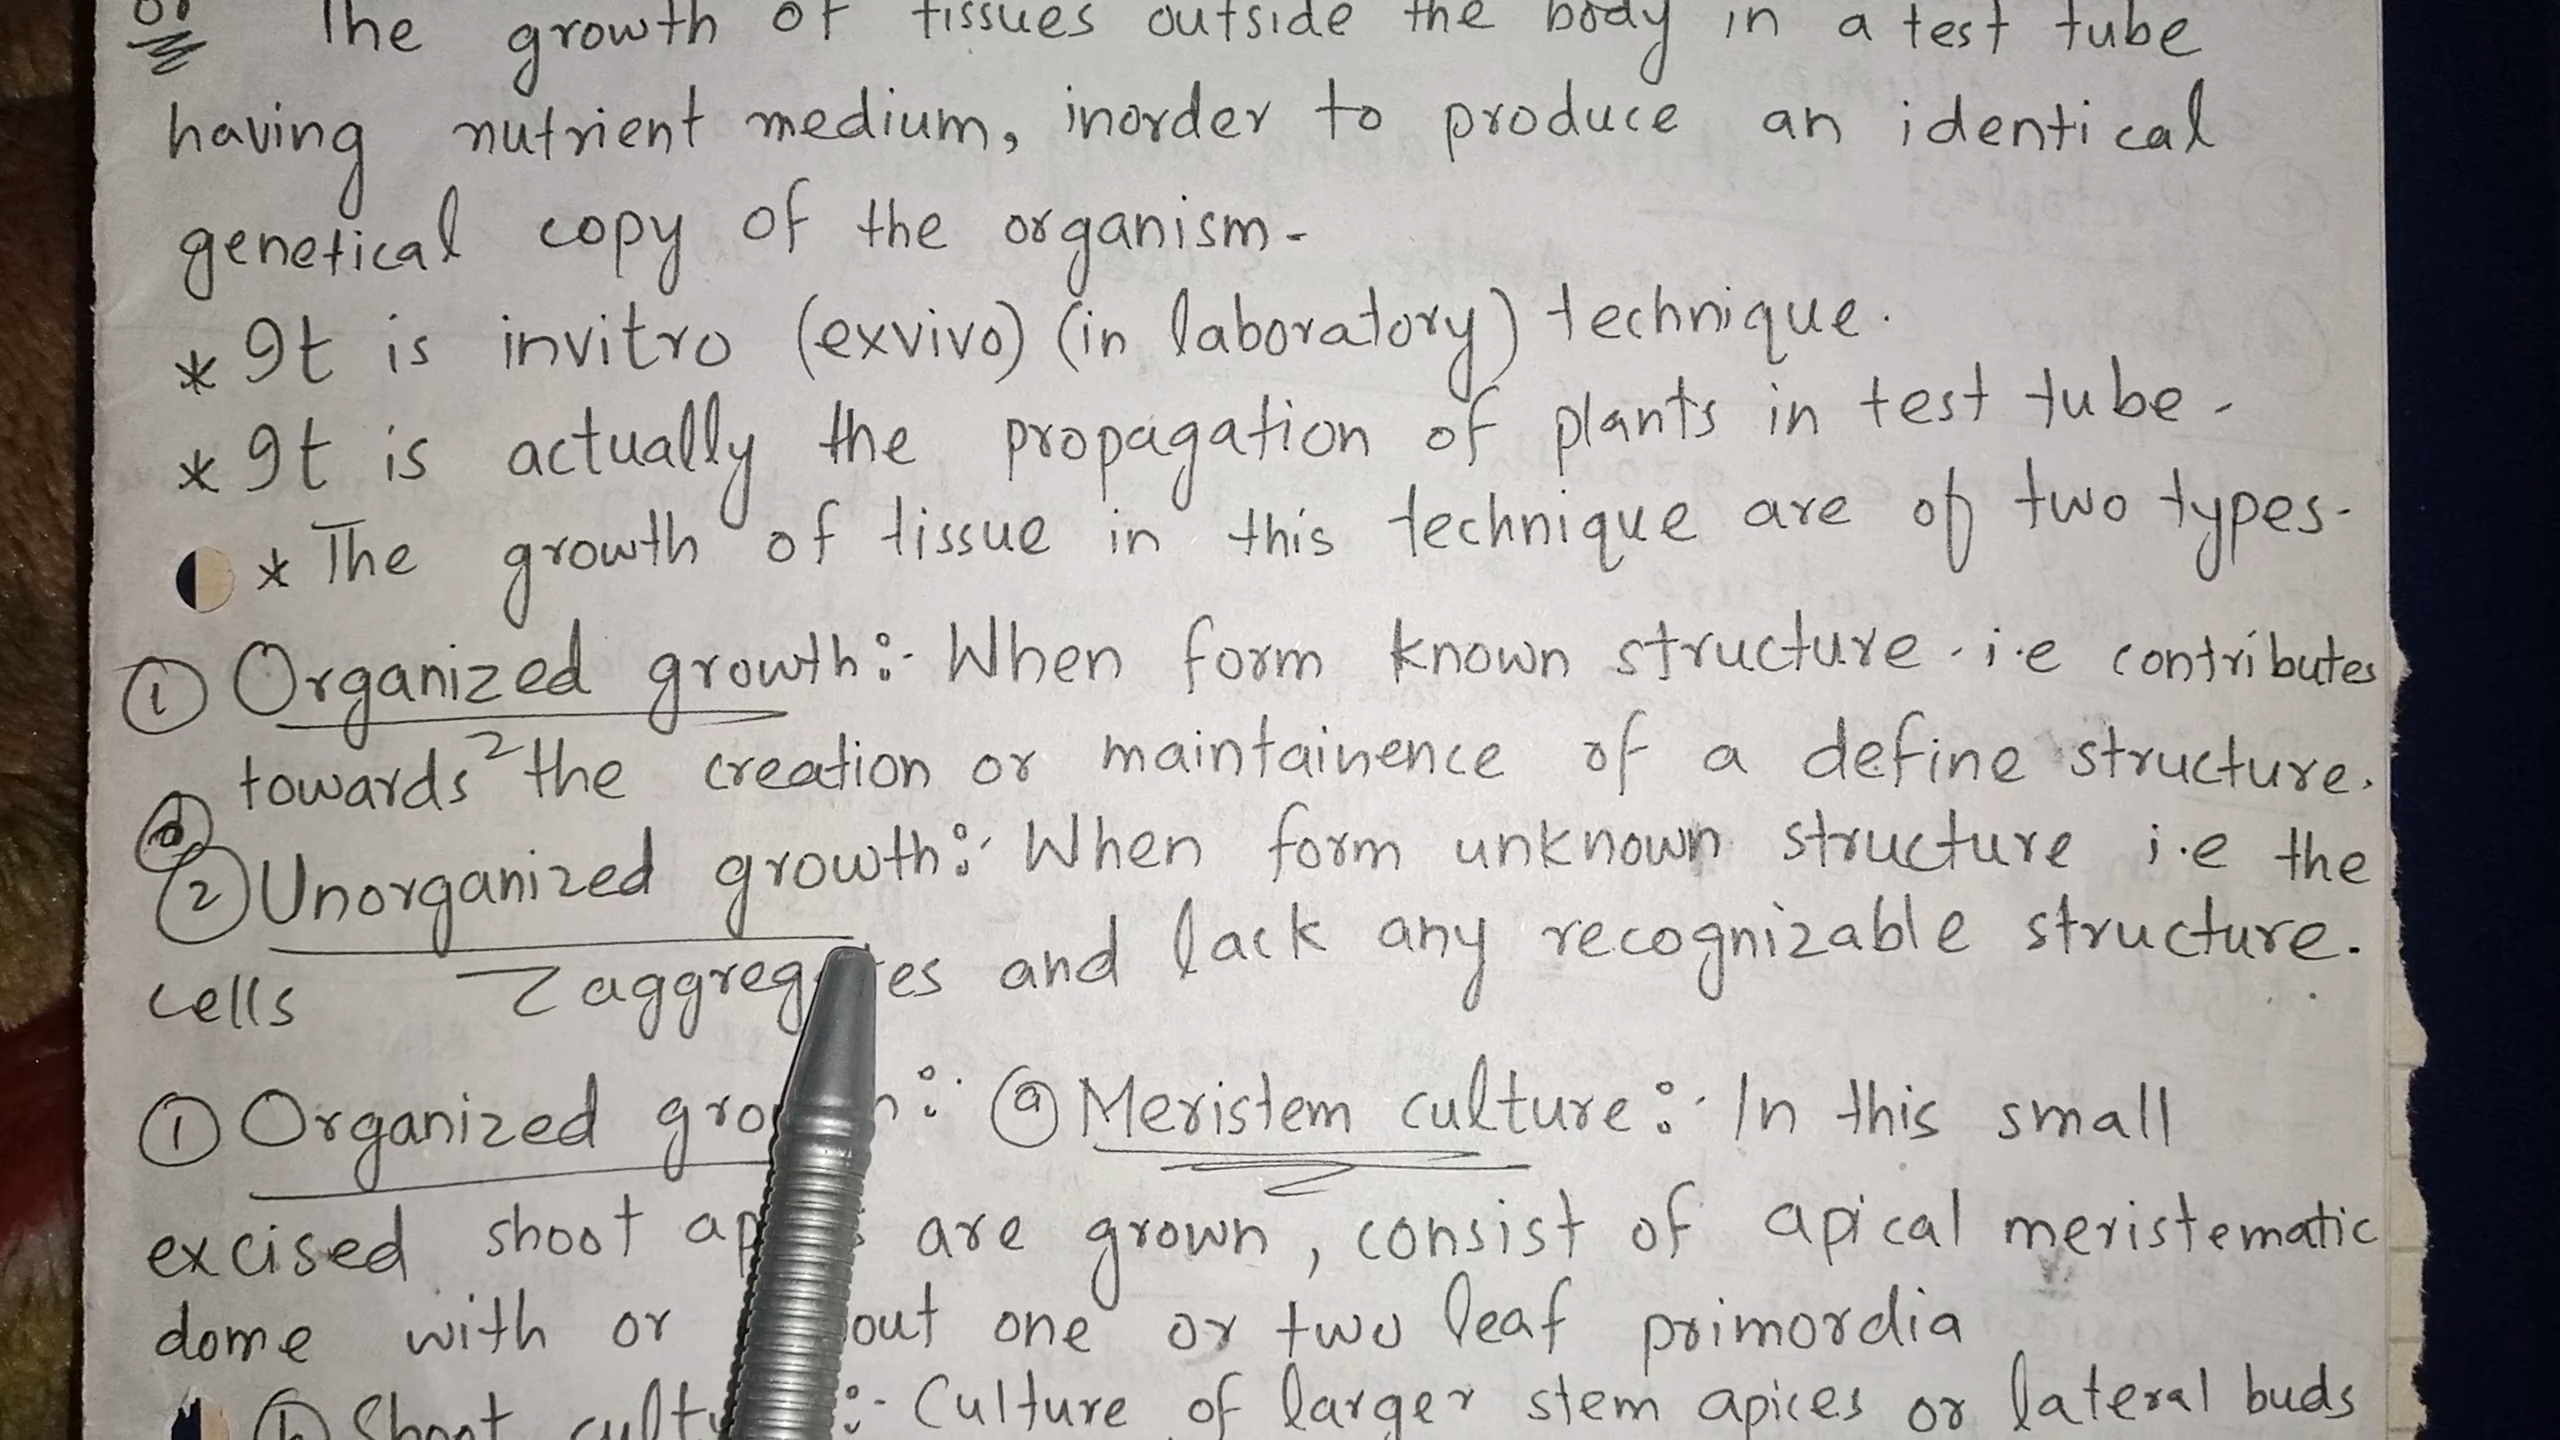 or The growth of tissues outside the body in a test tube
having nutrient medium, inorder to produce an identical
genetical copy of the organism.
* It is invitro (exvivo) (in laboratory) technique.
* It is actually the propagation of plants in test tube.
* The growth of tissue in this technique are of two types.
① Organized growth:- When form known structure. i.e contributes
towards the creation or maintainence of a define structure.
② Unorganized growth:- When form unknown structure i.e the
cells aggregates and lack any recognizable structure.
① Organized growth: ⓐ Meristem culture:- In this small
excised shoot are grown, consist of apical meristematic
dome with or out one or two leaf primordia
ⓑ Shoot :- Culture of larger stem apices or lateral buds